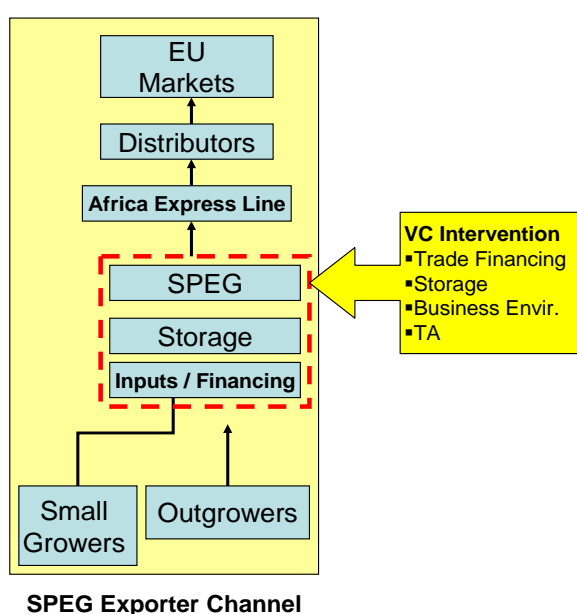 EU
Markets
Distributors
Africa Express Line
SPEG
Storage
Inputs / Financing
Small
Growers
Outgrowers
VC Intervention
▪Trade Financing
▪Storage
▪Business Envir.
▪TA
SPEG Exporter Channel